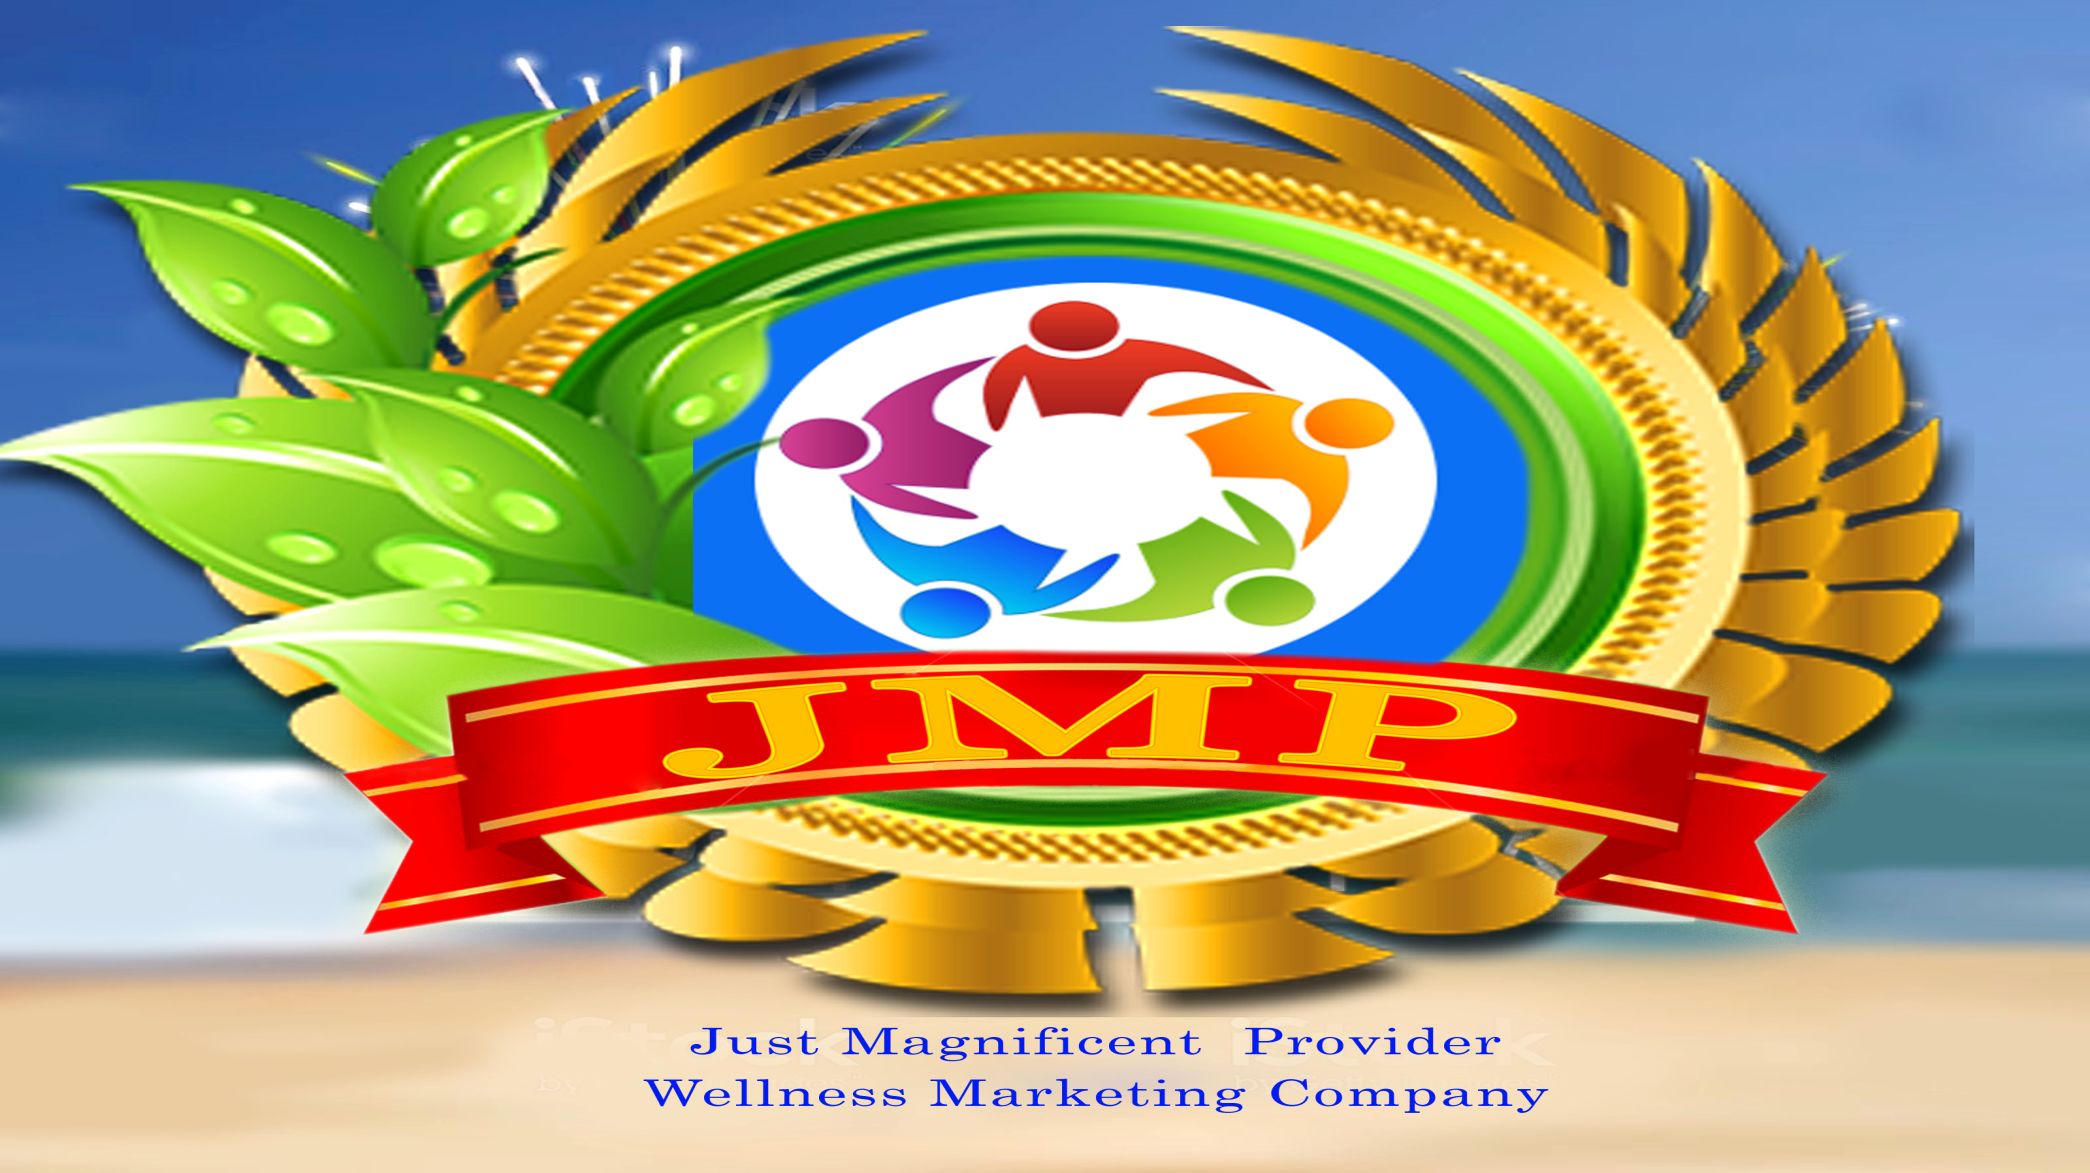 JMP
Just Magnificent Provider
Wellness Marketing Company